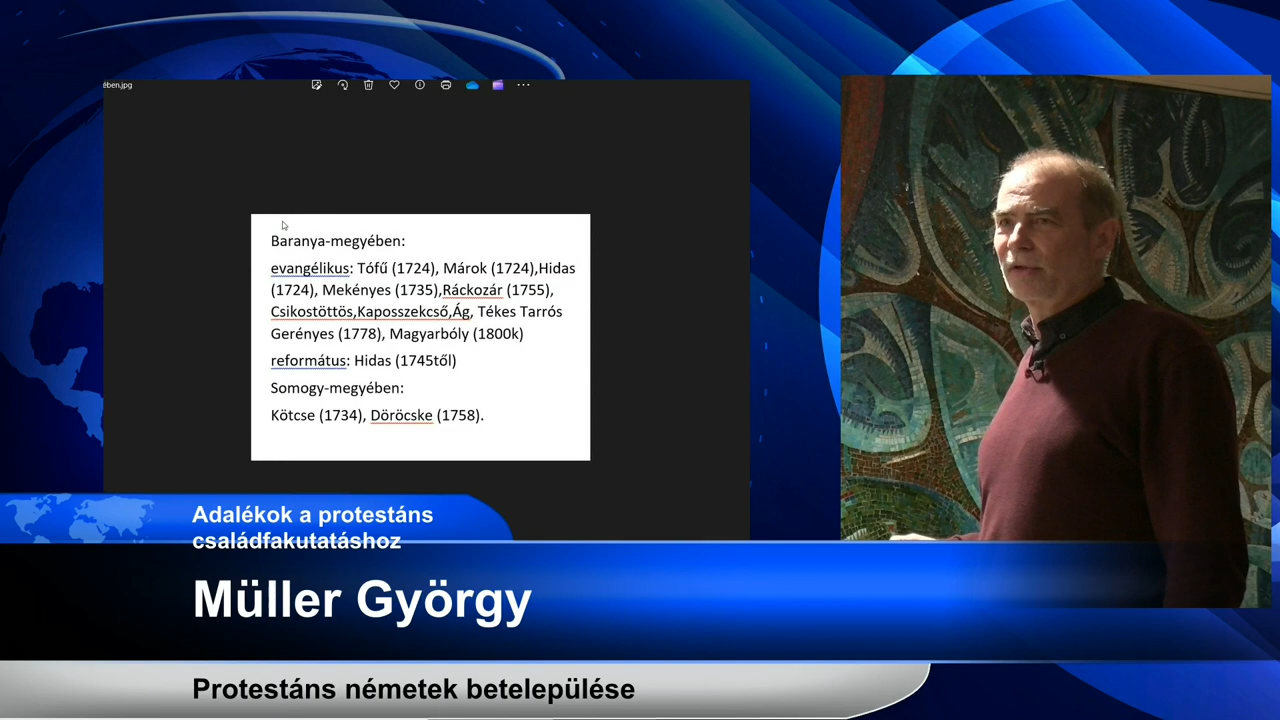 ében.jpg
Baranya-megyében:
evangélikus: Tófű (1724), Márok (1724),Hidas
(1724), Mekényes (1735),Ráckozár (1755),
Csikostöttös,Kaposszekcső,Ág, Tékes Tarrós
Gerényes (1778), Magyarbóly (1800k)
református: Hidas (1745től)
Somogy-megyében:
Kötcse (1734), Döröcske (1758).
Adalékok a protestáns
családfakutatáshoz
Müller György
Protestáns németek betelepülése